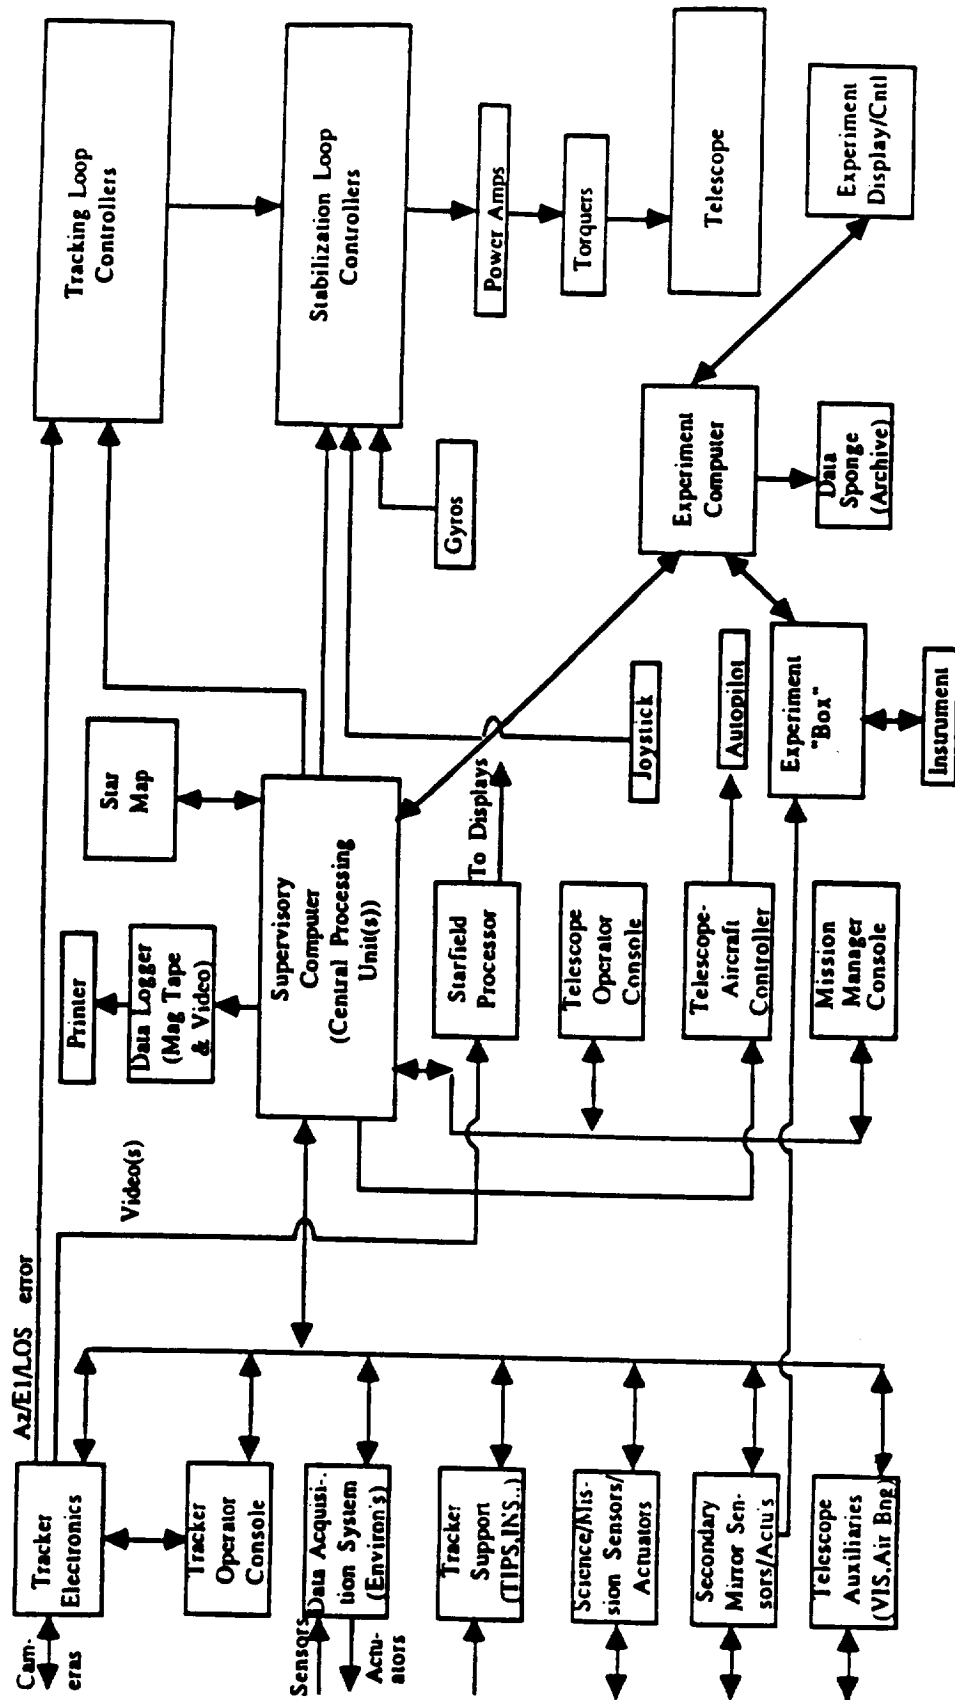 Cam-
eras
Tracker
Electronics
Az/E1/LOS error
Video(s)
Tracker
Operator
Console
Sensors
Actu-
ators
Data Acquisi-
tion System
(Environ's)
Tracker
Support
(TIPS,INS..)
Science/Mis-
sion Sensors/
Actuators
Secondary
Mirror Sen-
sors/Actu's
Telescope
Auxiliaries
(VIS,Air Bng)
Printer
Data Logger
(Mag Tape
& Video)
Star
Map
Supervisory
Computer
(Central Processing
Unit(s))
Starfield
Processor
To Displays
Telescope
Operator
Console
Telescope-
Aircraft
Controller
Mission
Manager
Console
Joystick
Autopilot
Experiment
"Box"
Instrument
Tracking Loop
Controllers
Stabilization Loop
Controllers
Gyros
Power Amps
Torquers
Telescope
Experiment
Computer
Data
Sponge
(Archive)
Experiment
Display/Cntl